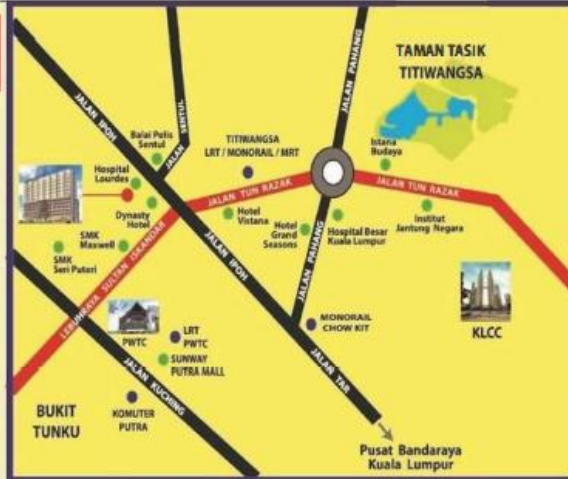 TAMAN TASIK
TITIWANGSA
JALAN PAHANG
JALAN IPOH
JALAN SENTUL
Balai Polis
Sentul
TITIWANGSA
LRT / MONORAIL / MRT
Istana
Budaya
Hospital
Lourdes
JALAN TUN RAZAK
JALAN TUN RAZAK
Dynasty
Hotel
Hotel
Vistana
Hotel
Grand
Seasons
Hospital Besar
Kuala Lumpur
Institut
Jantung Negara
SMK
Maxwell
SMK
Seri Puteri
LEBUHRAYA SULTAN ISKANDAR
JALAN IPOH
JALAN PAHANG
KLCC
MONORAIL
CHOW KIT
PWTC
LRT
PWTC
SUNWAY
PUTRA MALL
JALAN TAR
JALAN KUCHING
BUKIT
TUNKU
KOMUTER
PUTRA
Pusat Bandaraya
Kuala Lumpur